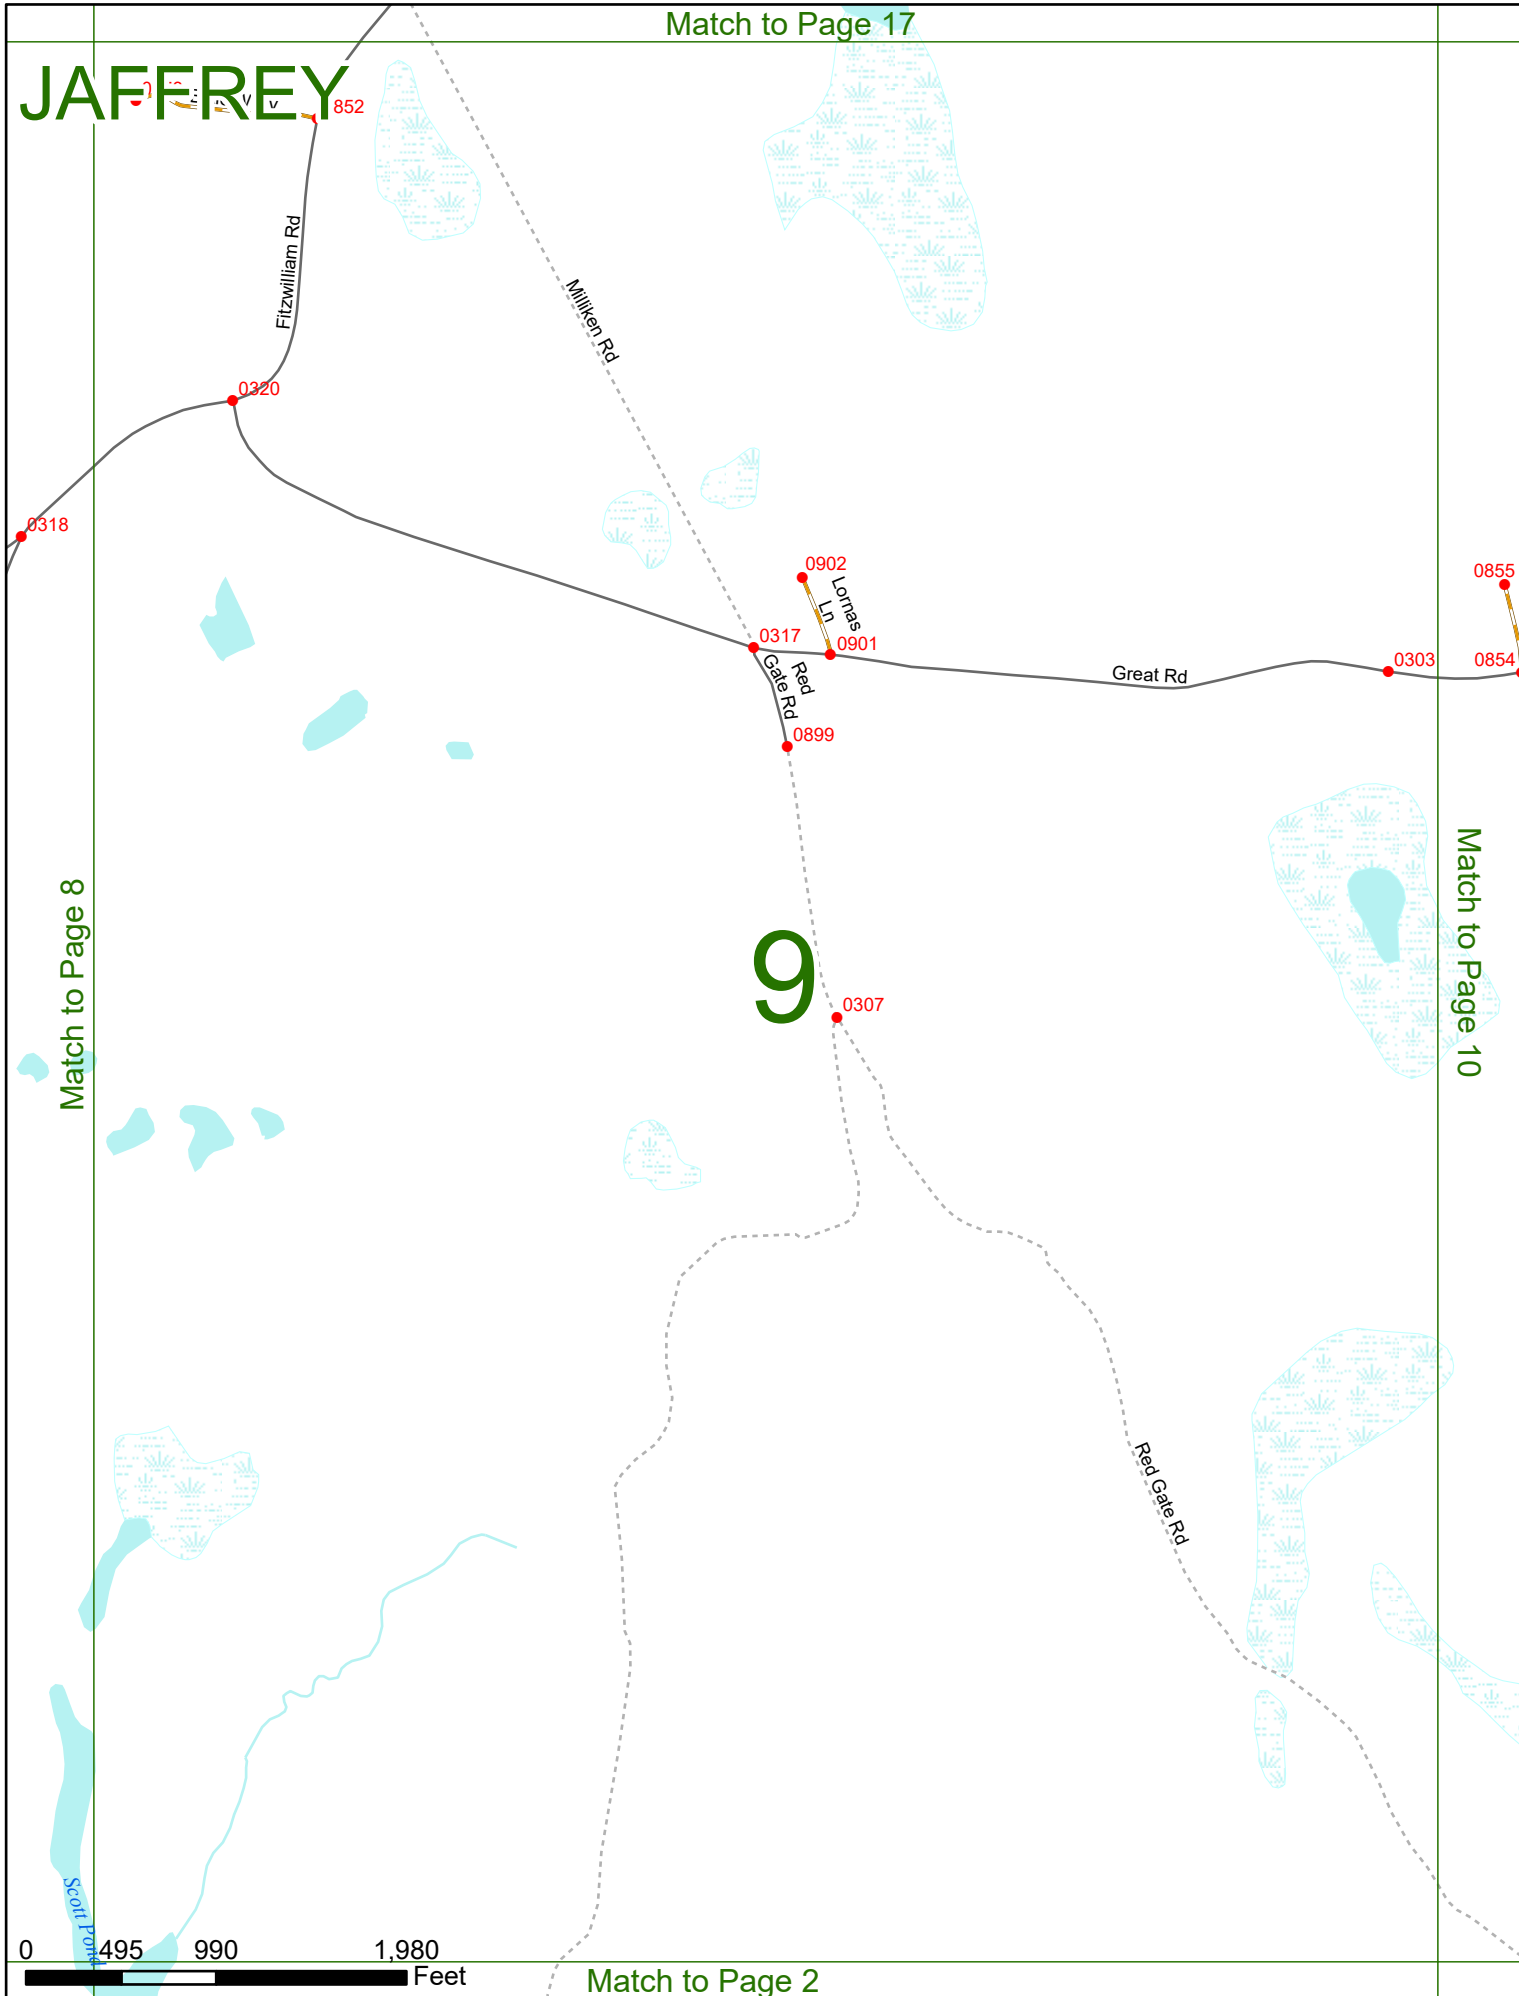 Match to Page 17
JAFFREY
852
Fitzwilliam Rd
Milliken Rd
0320
0318
0902
Lornas
Ln
0855
0317
0901
Red
Gate Rd
Great Rd
0303
0854
0899
Match to Page 8
9
Match to Page 10
0307
Red Gate Rd
Scott Pond
0
495
990
1,980
Feet
Match to Page 2